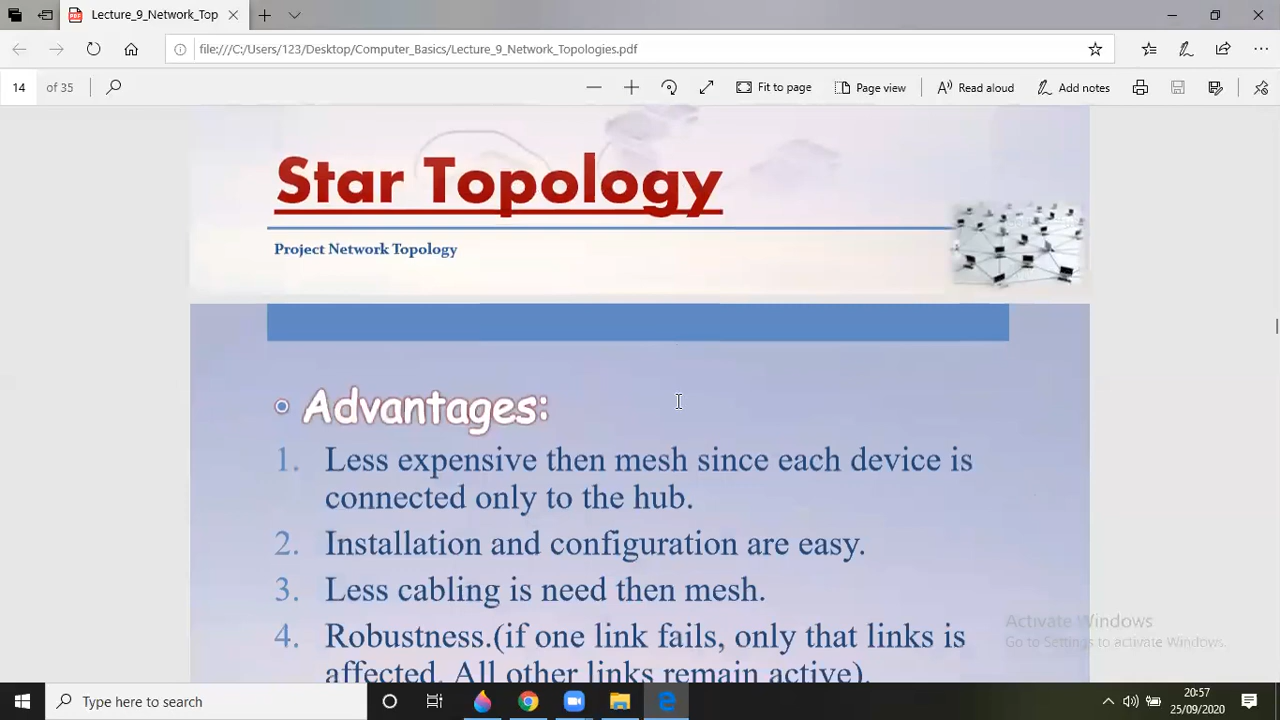 Lecture_9_Network_Top
file:///C:/Users/123/Desktop/Computer_Basics/Lecture_9_Network_Topologies.pdf
14 of 35 Fit to page Page view Read aloud Add notes
Star Topology
Project Network Topology
Advantages:
1. Less expensive then mesh since each device is
connected only to the hub.
2. Installation and configuration are easy.
3. Less cabling is need then mesh.
4. Robustness.(if one link fails, only that links is
affected. All other links remain active).
Activate Windows
Go to Settings to activate Windows.
Type here to search
20:57
25/09/2020